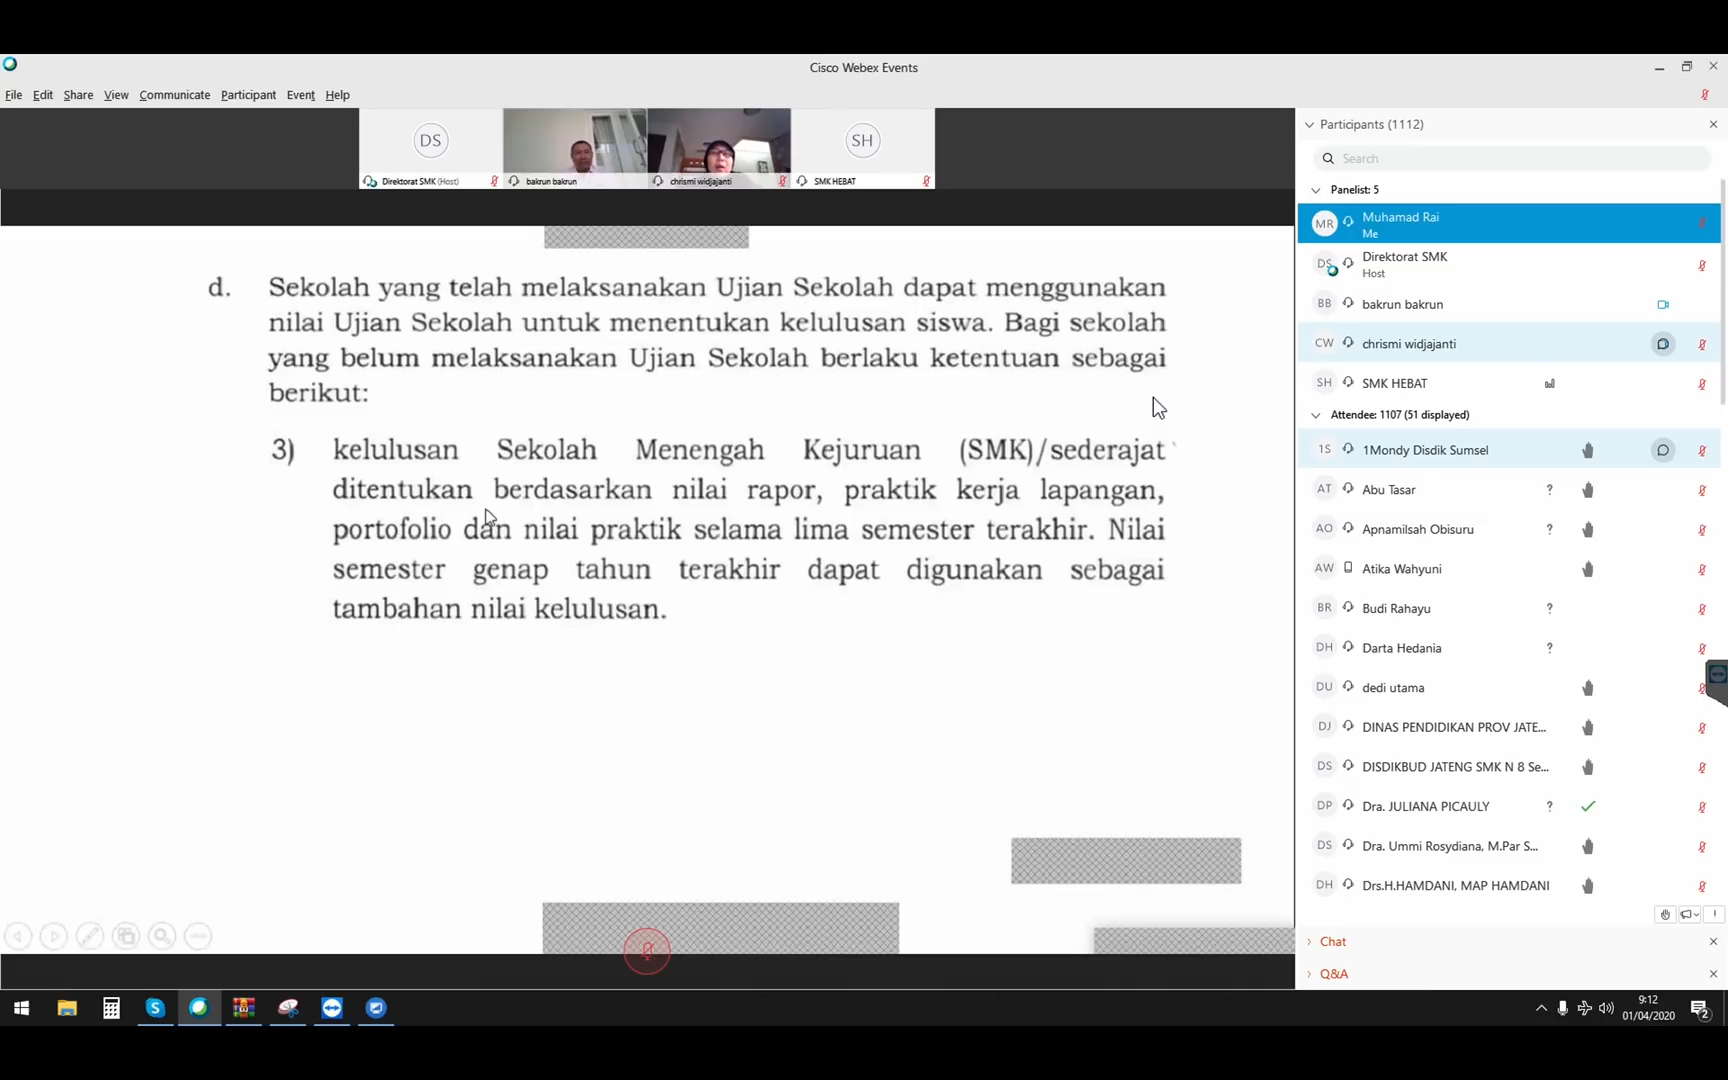 Cisco Webex Events
File Edit Share View Communicate Participant Event Help
DS
SH
Direktorat SMK (Host)
bakrun bakrun
chrismi widjajanti
SMK HEBAT
d. Sekolah yang telah melaksanakan Ujian Sekolah dapat menggunakan
nilai Ujian Sekolah untuk menentukan kelulusan siswa. Bagi sekolah
yang belum melaksanakan Ujian Sekolah berlaku ketentuan sebagai
berikut:
3) kelulusan Sekolah Menengah Kejuruan (SMK)/sederajat
ditentukan berdasarkan nilai rapor, praktik kerja lapangan,
portofolio dan nilai praktik selama lima semester terakhir. Nilai
semester genap tahun terakhir dapat digunakan sebagai
tambahan nilai kelulusan.
Participants (1112)
Search
Panelist: 5
MR Muhamad Rai
Me
DS Direktorat SMK
Host
BB bakrun bakrun
CW chrismi widjajanti
SH SMK HEBAT
Attendee: 1107 (51 displayed)
1S 1Mondy Disdik Sumsel
AT Abu Tasar ?
AO Apnamilsah Obisuru ?
AW Atika Wahyuni
BR Budi Rahayu ?
DH Darta Hedania ?
DU dedi utama
DJ DINAS PENDIDIKAN PROV JATE...
DS DISDIKBUD JATENG SMK N 8 Se...
DP Dra. JULIANA PICAULY ?
DS Dra. Ummi Rosydiana, M.Par S...
DH Drs.H.HAMDANI, MAP HAMDANI
Chat
Q&A
9:12
01/04/2020
2